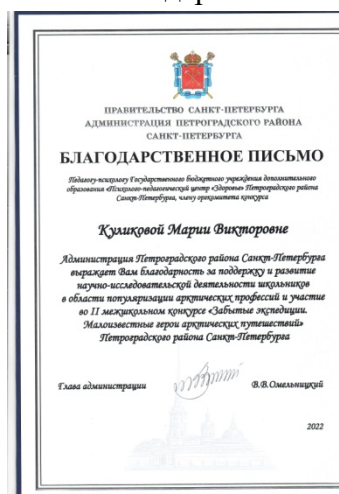 ПРАВИТЕЛЬСТВО САНКТ-ПЕТЕРБУРГА
АДМИНИСТРАЦИЯ ПЕТРОГРАДСКОГО РАЙОНА
САНКТ-ПЕТЕРБУРГА
БЛАГОДАРСТВЕННОЕ ПИСЬМО
Педагогу-психологу Государственного бюджетного учреждения дополнительного
образования «Психолого-педагогический центр «Здоровье» Петроградского района
Санкт-Петербурга, члену оргкомитета конкурса
Куликовой Марии Викторовне
Администрация Петроградского района Санкт-Петербурга
выражает Вам благодарность за поддержку и развитие
научно-исследовательской деятельности школьников
в области популяризации арктических профессий и участие
во II межшкольном конкурсе «Забытые экспедиции.
Малоизвестные герои арктических путешествий»
Петроградского района Санкт-Петербурга
Глава администрации В.В.Омельницкий
2022